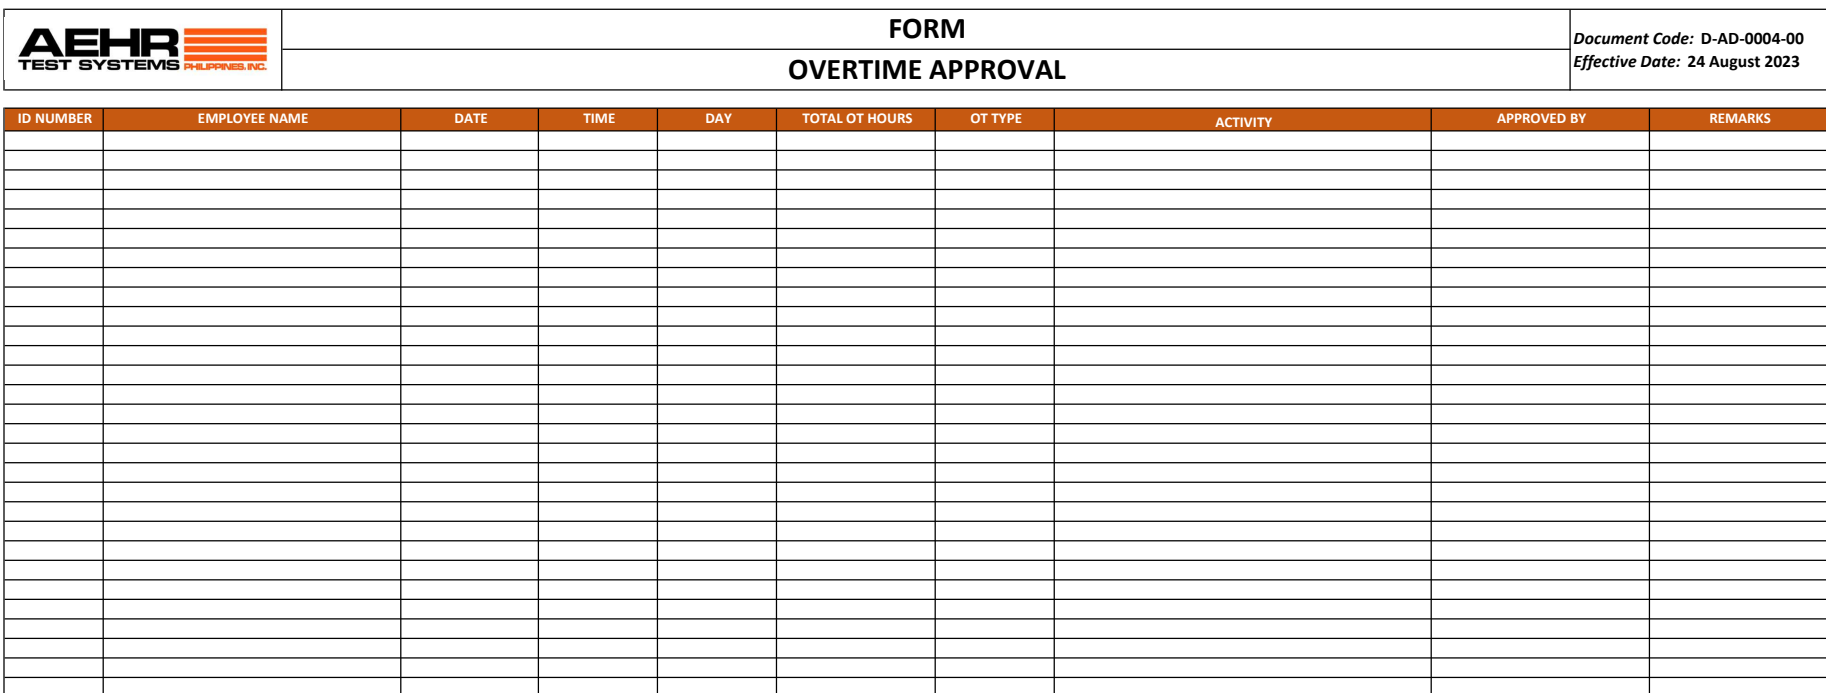 AEHR
TEST SYSTEMS PHILIPPINES, INC.
FORM
OVERTIME APPROVAL
Document Code: D-AD-0004-00
Effective Date: 24 August 2023
ID NUMBER EMPLOYEE NAME DATE TIME DAY TOTAL OT HOURS OT TYPE ACTIVITY APPROVED BY REMARKS